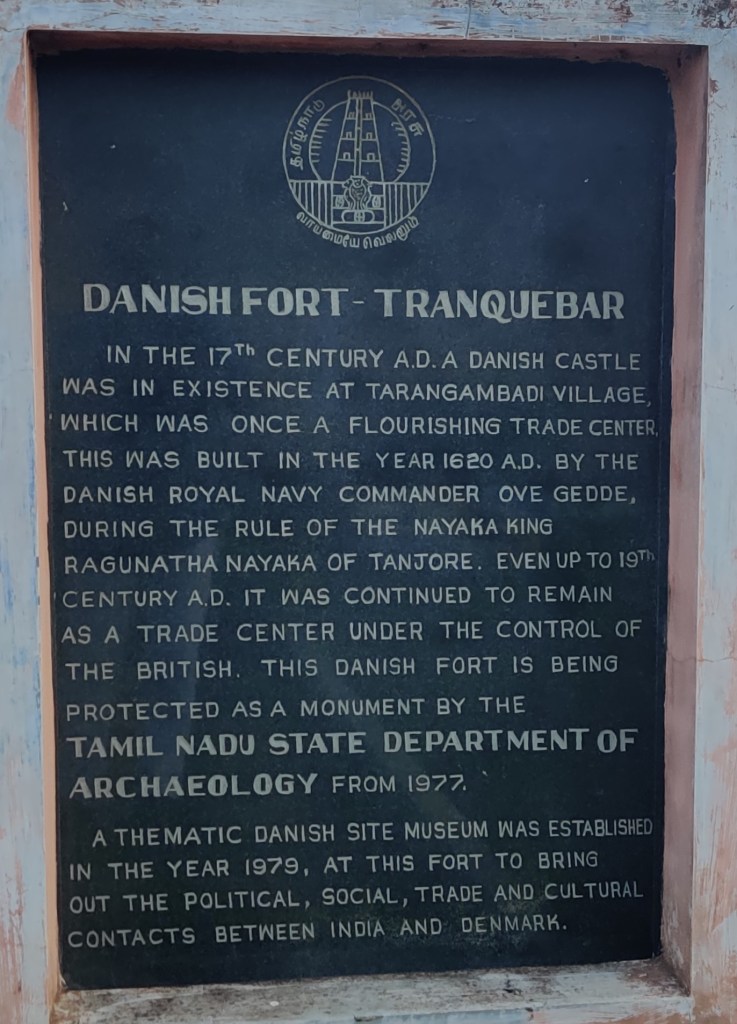 தமிழ்நாடு அரசு
வாய்மையே வெல்லும்
DANISH FORT - TRANQUEBAR
IN THE 17Th CENTURY A.D. A DANISH CASTLE
WAS IN EXISTENCE AT TARANGAMBADI VILLAGE,
WHICH WAS ONCE A FLOURISHING TRADE CENTER.
THIS WAS BUILT IN THE YEAR 1620 A.D. BY THE
DANISH ROYAL NAVY COMMANDER OVE GEDDE,
DURING THE RULE OF THE NAYAKA KING
RAGUNATHA NAYAKA OF TANJORE. EVEN UP TO 19Th
CENTURY A.D. IT WAS CONTINUED TO REMAIN
AS A TRADE CENTER UNDER THE CONTROL OF
THE BRITISH. THIS DANISH FORT IS BEING
PROTECTED AS A MONUMENT BY THE
TAMIL NADU STATE DEPARTMENT OF
ARCHAEOLOGY FROM 1977.
A THEMATIC DANISH SITE MUSEUM WAS ESTABLISHED
IN THE YEAR 1979, AT THIS FORT TO BRING
OUT THE POLITICAL, SOCIAL, TRADE AND CULTURAL
CONTACTS BETWEEN INDIA AND DENMARK.